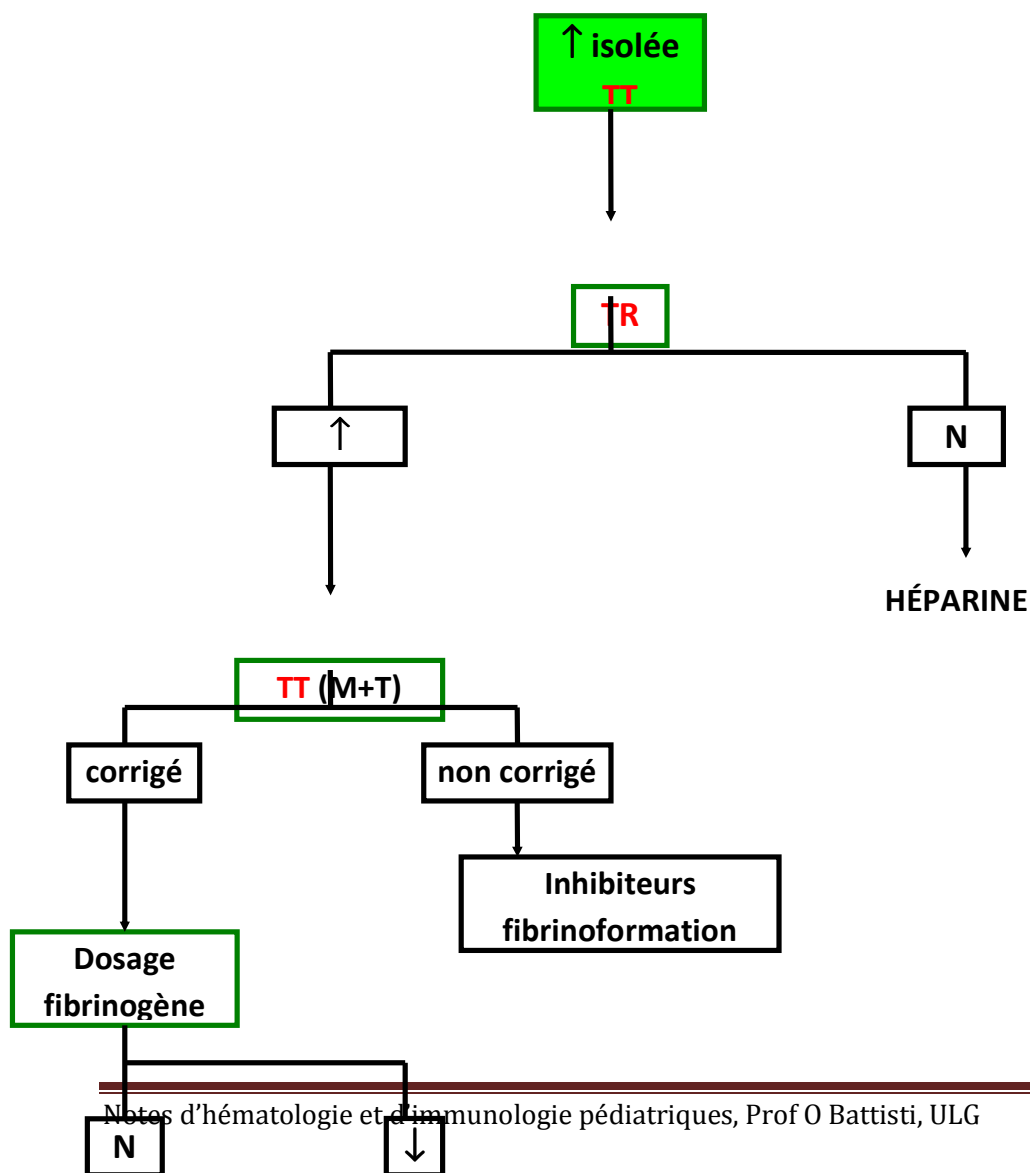 ↑ isolée
TT
TR
↑
N
HÉPARINE
TT (M+T)
corrigé
non corrigé
Inhibiteurs
fibrinoformation
Dosage
fibrinogène
Notes d’hématologie et d’immunologie pédiatriques, Prof O Battisti, ULG
N
↓